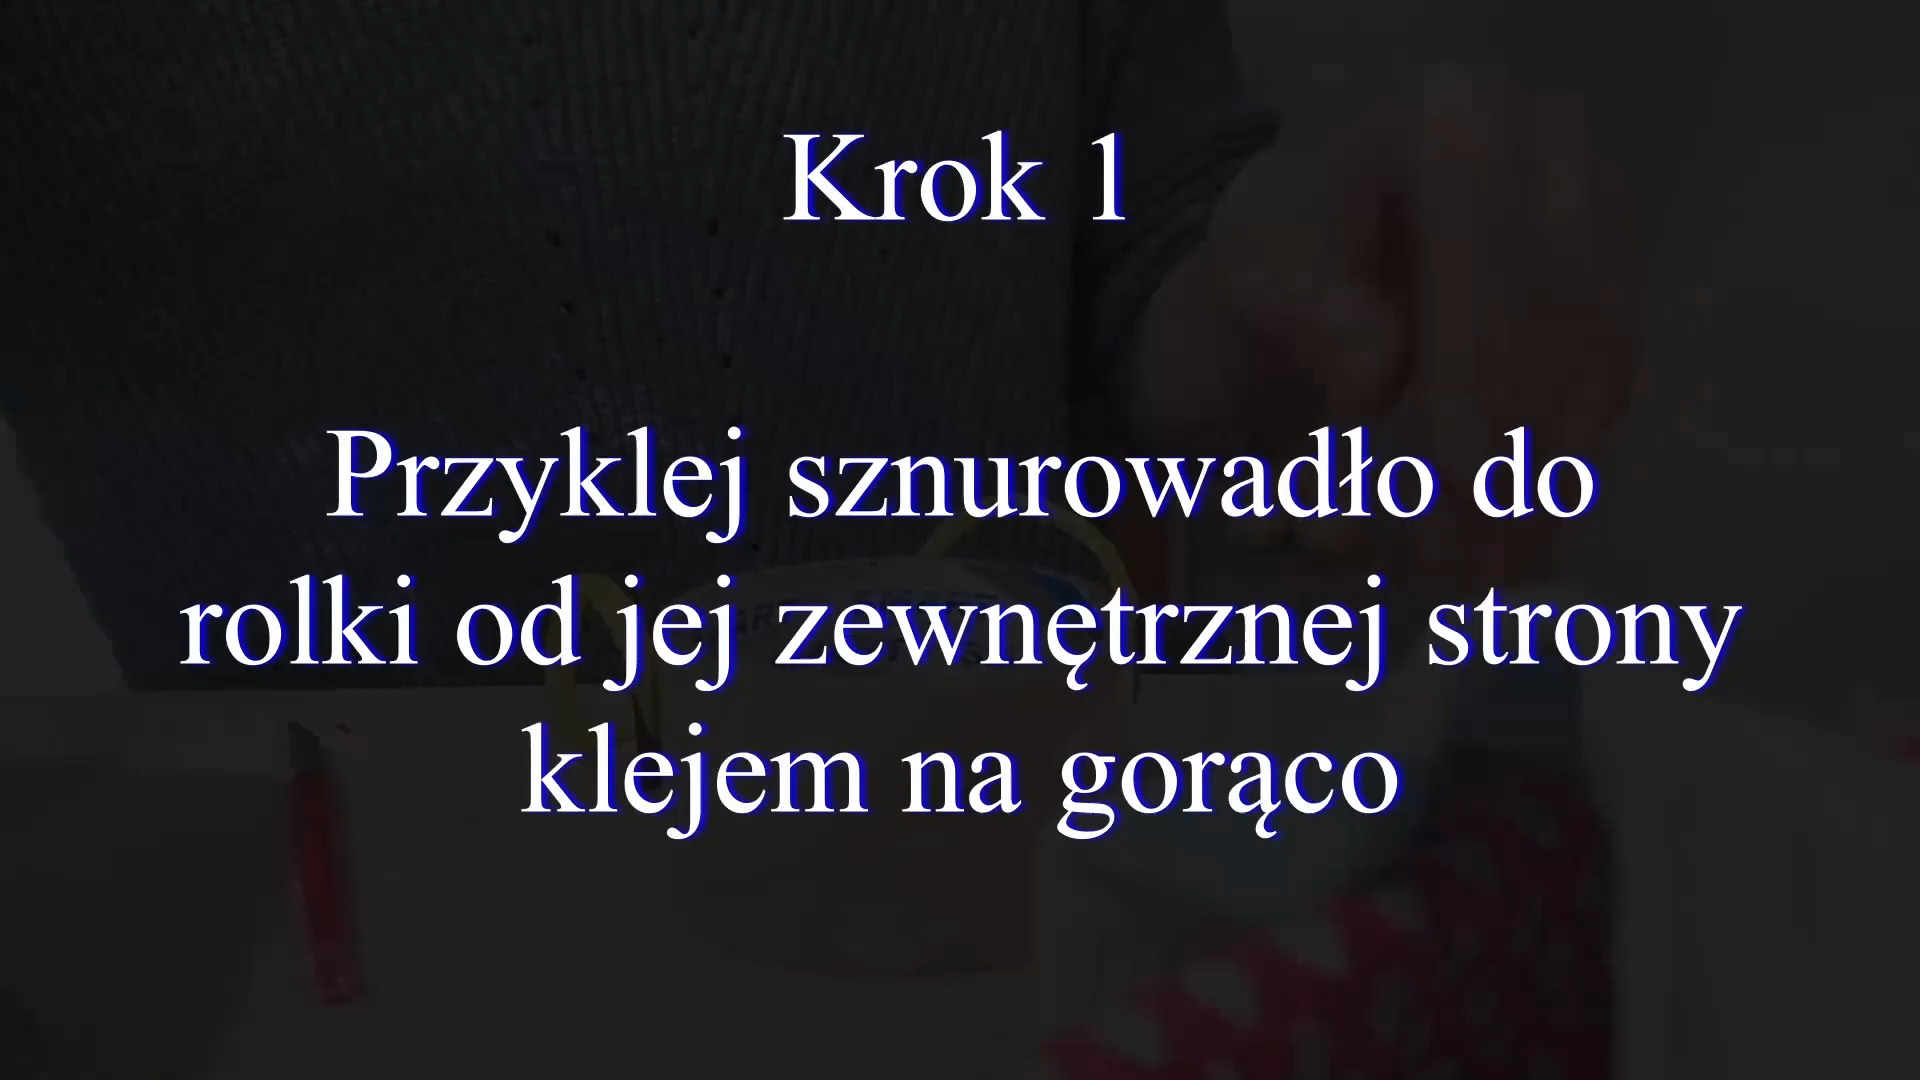 Krok 1
Przyklej sznurowadło do
rolki od jej zewnętrznej strony
klejem na gorąco